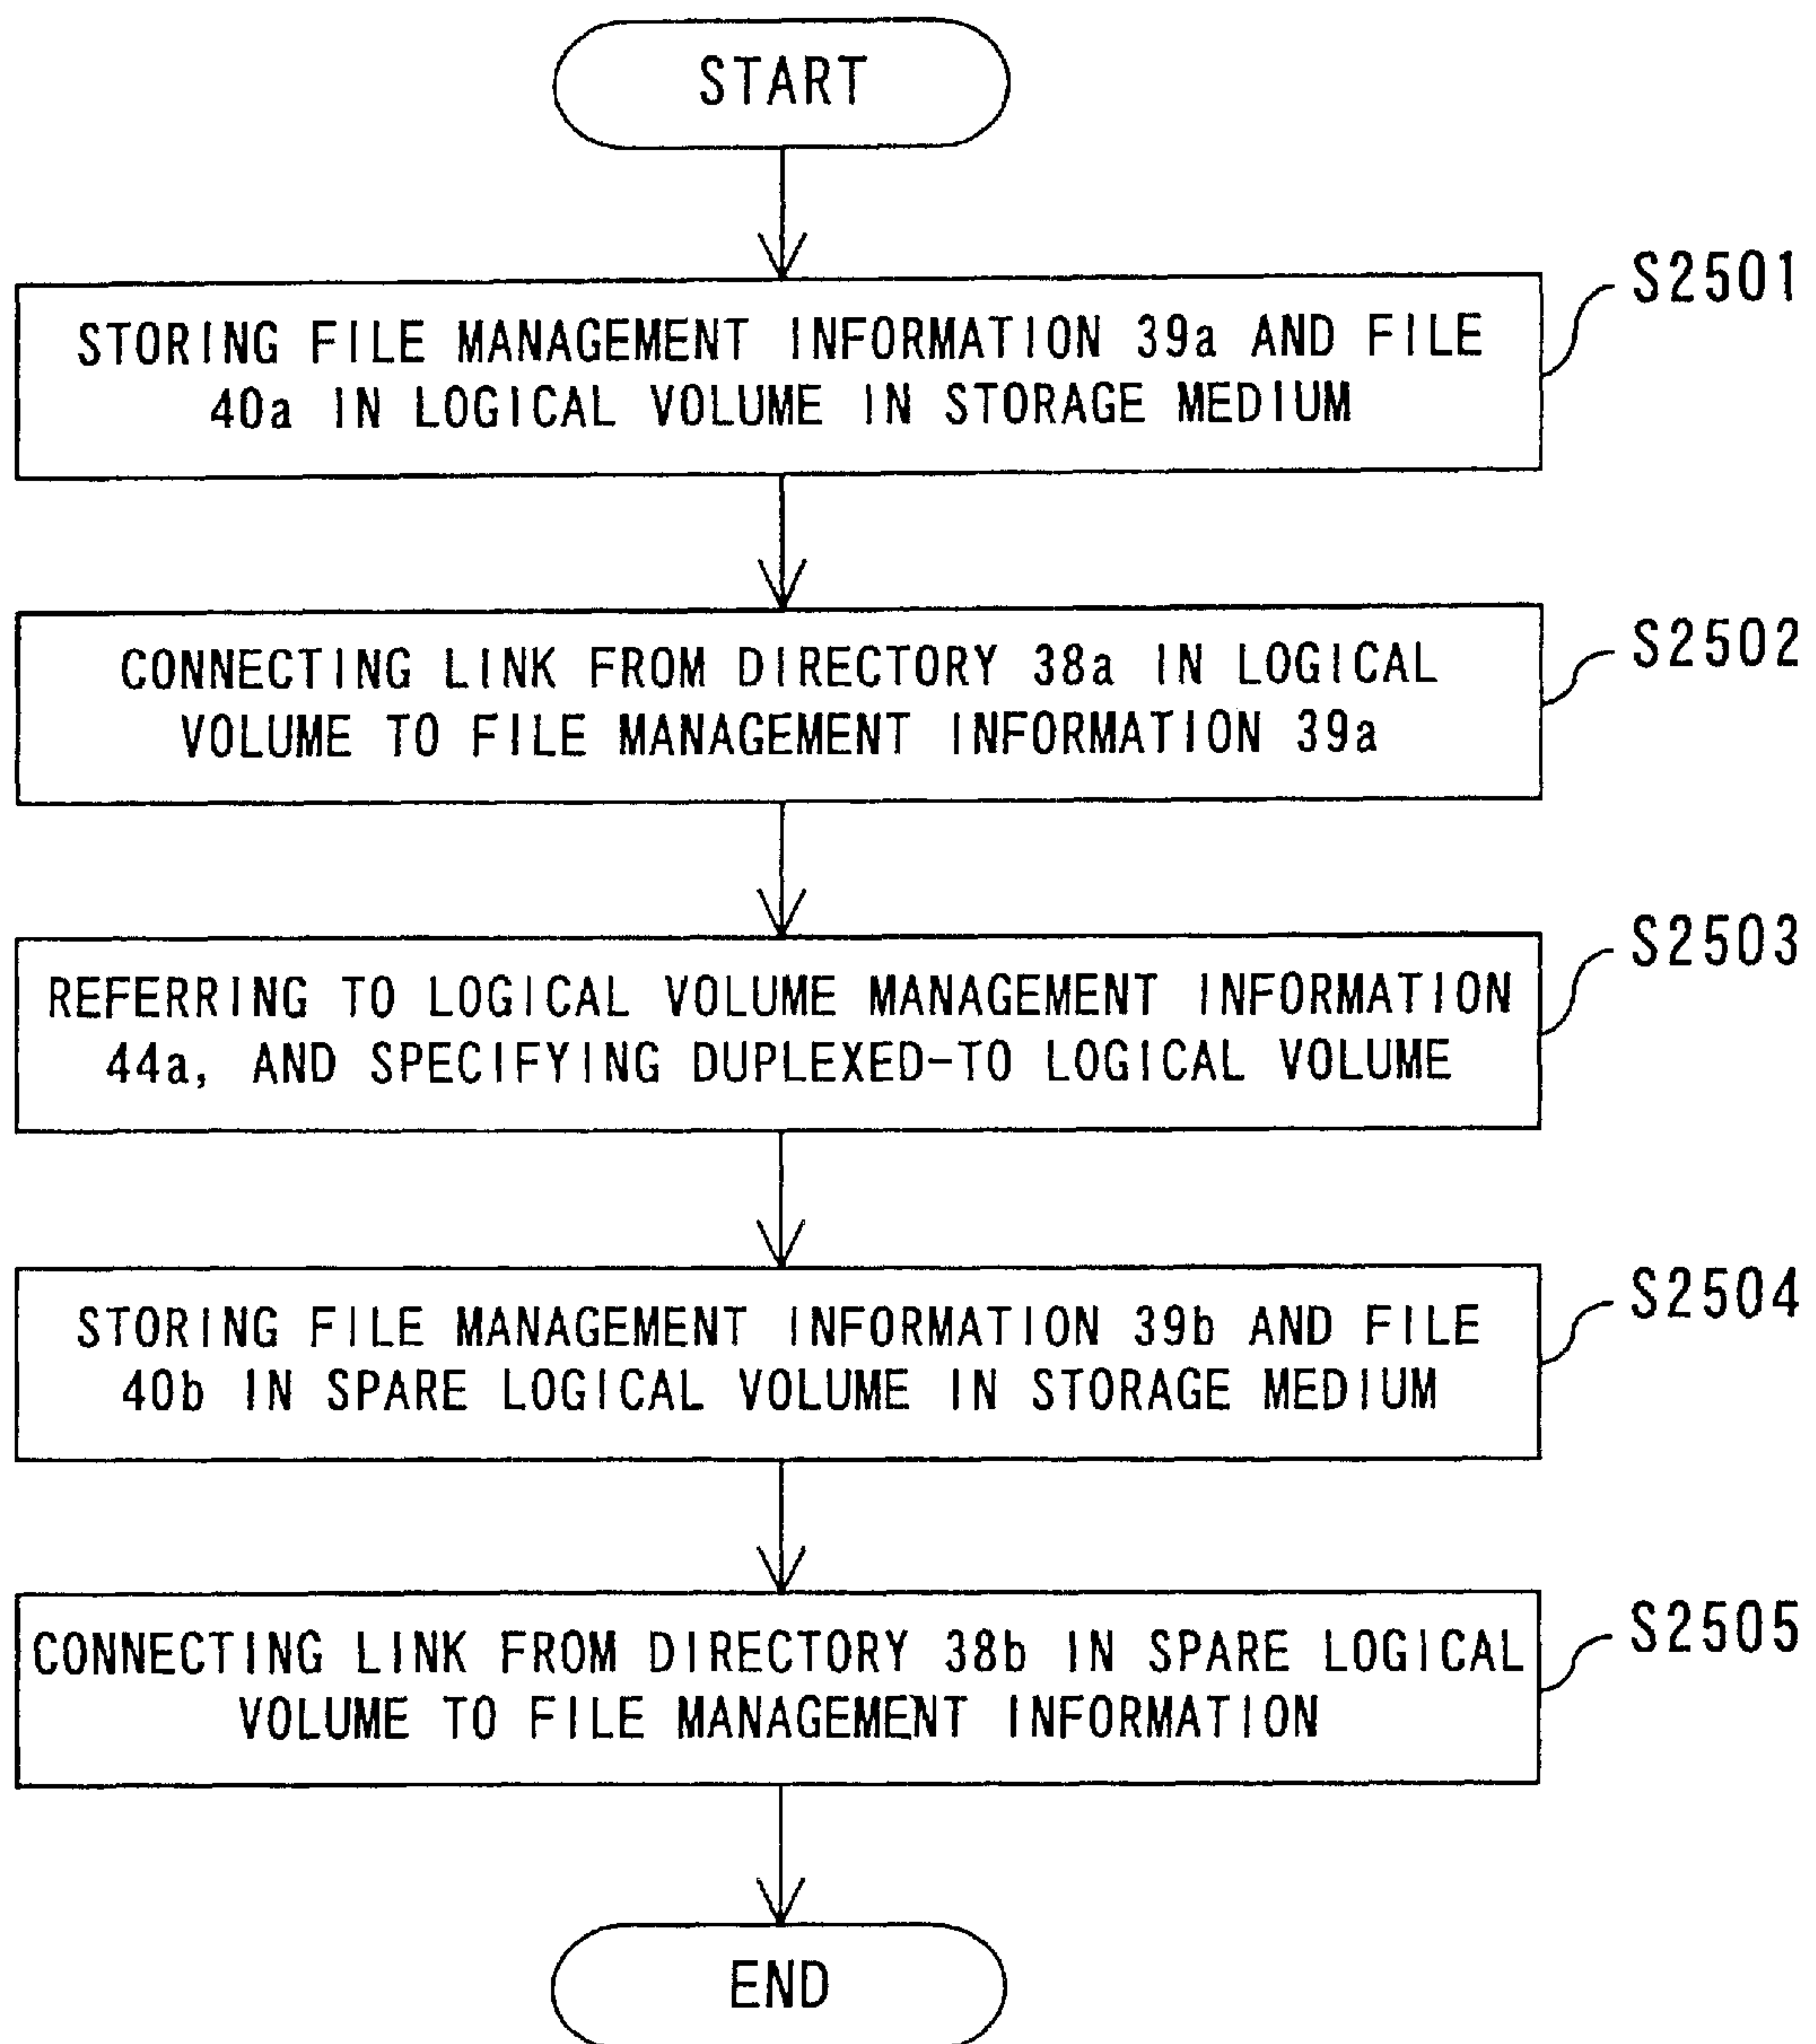 START
S2501
STORING FILE MANAGEMENT INFORMATION 39a AND FILE
40a IN LOGICAL VOLUME IN STORAGE MEDIUM
S2502
CONNECTING LINK FROM DIRECTORY 38a IN LOGICAL
VOLUME TO FILE MANAGEMENT INFORMATION 39a
S2503
REFERRING TO LOGICAL VOLUME MANAGEMENT INFORMATION
44a, AND SPECIFYING DUPLEXED-TO LOGICAL VOLUME
S2504
STORING FILE MANAGEMENT INFORMATION 39b AND FILE
40b IN SPARE LOGICAL VOLUME IN STORAGE MEDIUM
S2505
CONNECTING LINK FROM DIRECTORY 38b IN SPARE LOGICAL
VOLUME TO FILE MANAGEMENT INFORMATION
END